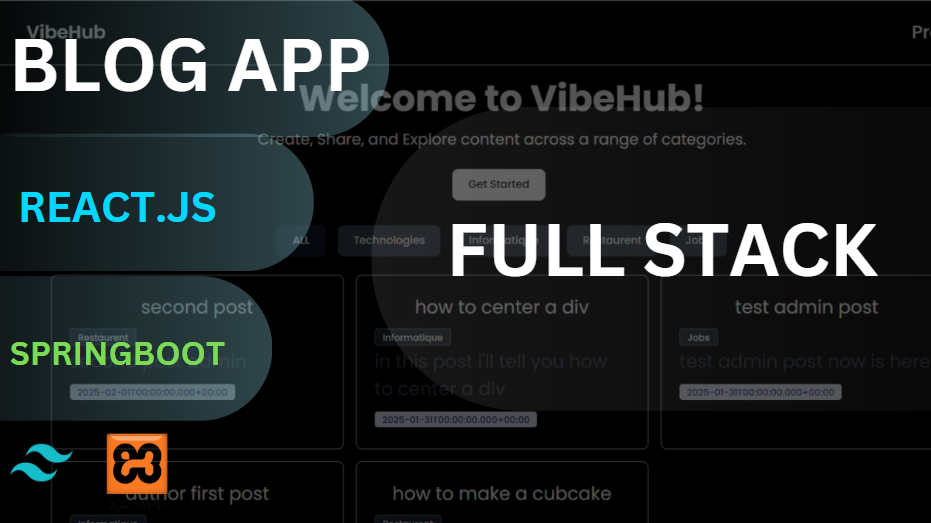 VibeHub
Pr
BLOG APP
Welcome to VibeHub!
Create, Share, and Explore content across a range of categories.
Get Started
REACT.JS
ALL Technologies Informatique Restaurent Jobs
FULL STACK
second post
Restaurent
second post admin
2025-02-01T00:00:00.000+00:00
how to center a div
Informatique
in this post i'll tell you how
to center a div
2025-01-31T00:00:00.000+00:00
test admin post
Jobs
test admin post now is here
2025-01-31T00:00:00.000+00:00
SPRINGBOOT
author first post
Informatique
how to make a cubcake
Restaurent